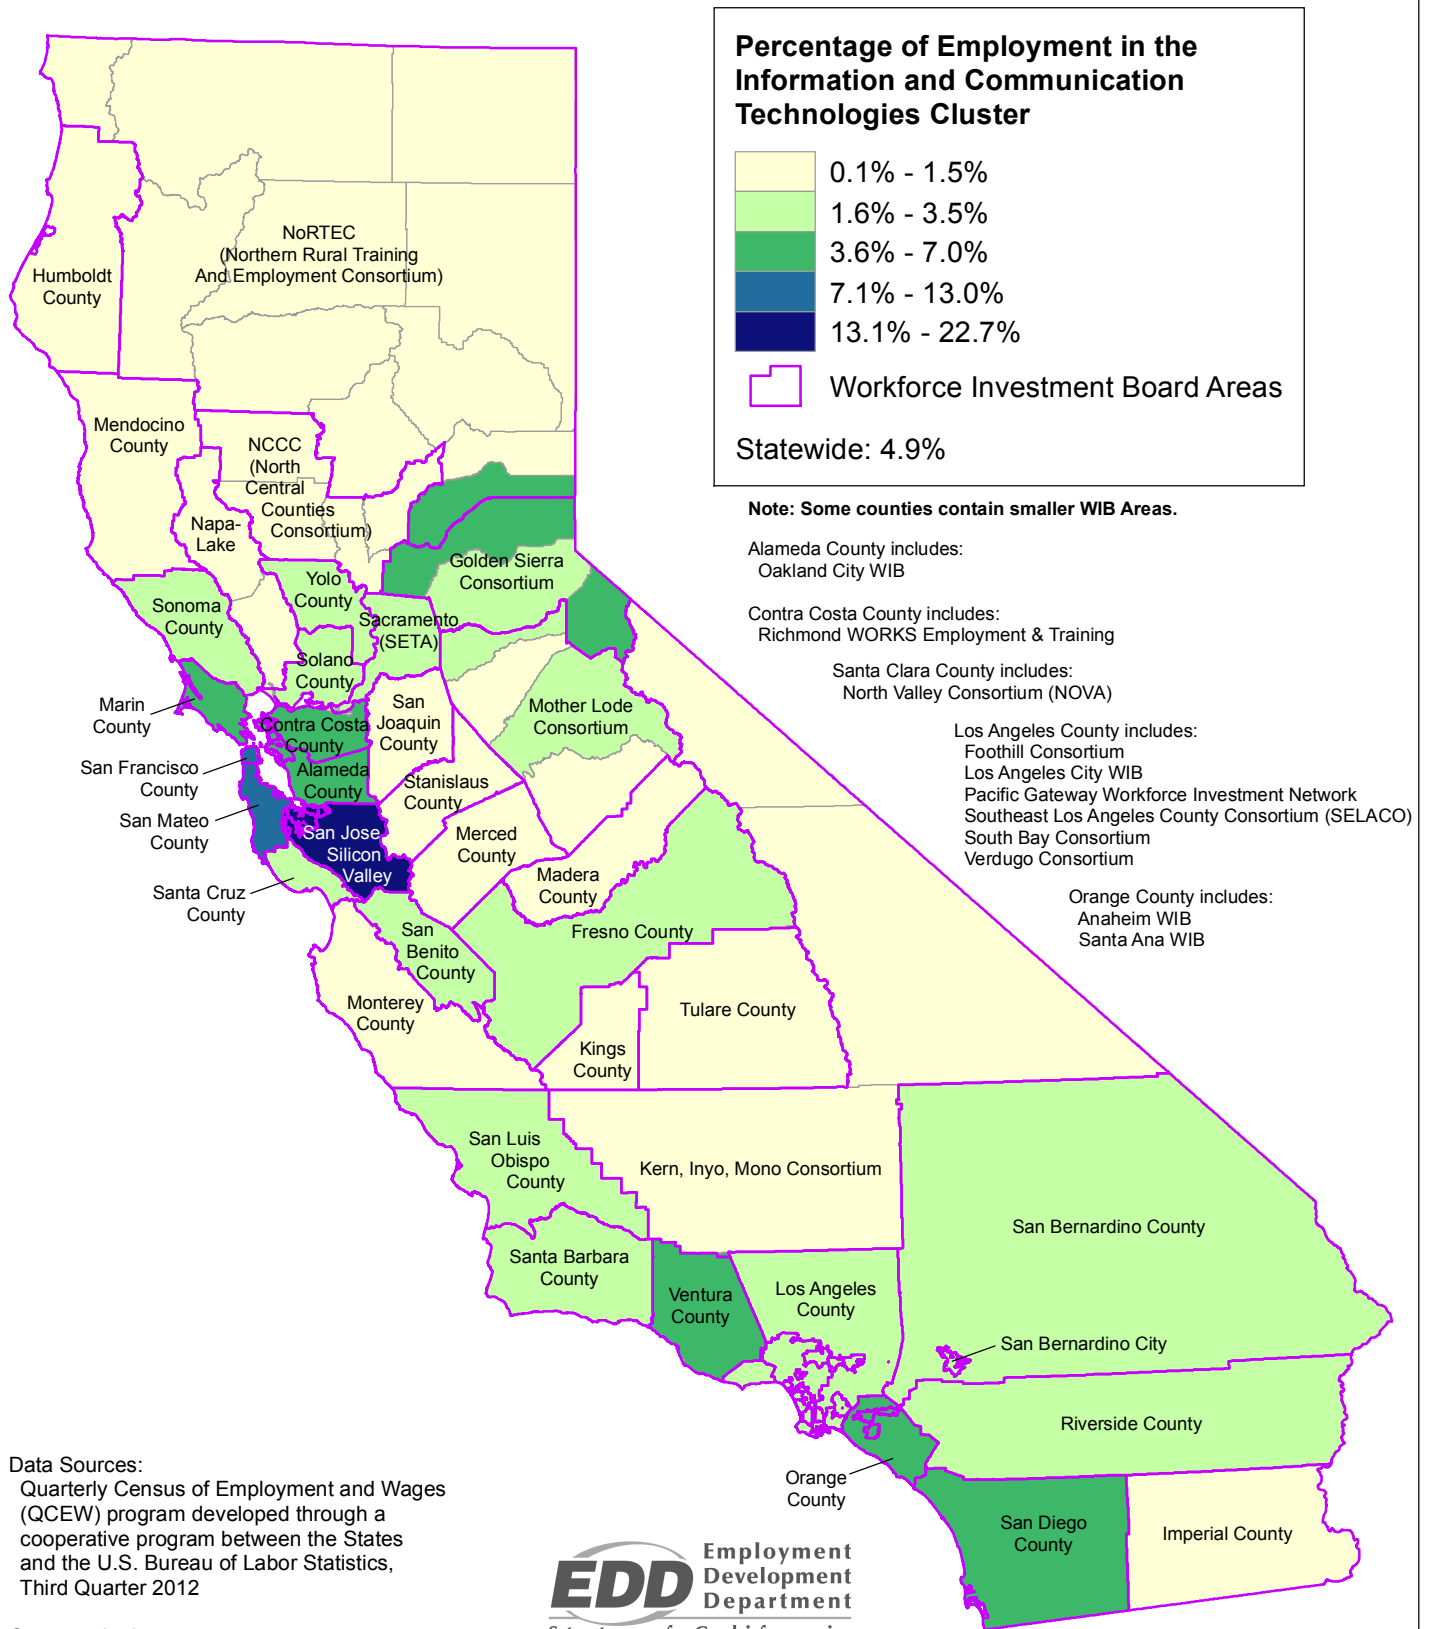 Percentage of Employment in the
Information and Communication
Technologies Cluster
0.1% - 1.5%
1.6% - 3.5%
3.6% - 7.0%
7.1% - 13.0%
13.1% - 22.7%
Workforce Investment Board Areas
Statewide: 4.9%
Note: Some counties contain smaller WIB Areas.
Alameda County includes:
Oakland City WIB
Contra Costa County includes:
Richmond WORKS Employment & Training
Santa Clara County includes:
North Valley Consortium (NOVA)
Los Angeles County includes:
Foothill Consortium
Los Angeles City WIB
Pacific Gateway Workforce Investment Network
Southeast Los Angeles County Consortium (SELACO)
South Bay Consortium
Verdugo Consortium
Orange County includes:
Anaheim WIB
Santa Ana WIB
NoRTEC
(Northern Rural Training
And Employment Consortium)
Humboldt
County
Mendocino
County
NCCC
(North
Central
Counties
Consortium)
Napa-
Lake
Golden Sierra
Consortium
Yolo
County
Sonoma
County
Sacramento
(SETA)
Solano
County
Marin
County
San
Joaquin
County
Mother Lode
Consortium
Contra Costa
County
San Francisco
County
Alameda
County
Stanislaus
County
San Mateo
County
San Jose
Silicon
Valley
Merced
County
Madera
County
Santa Cruz
County
San
Benito
County
Fresno County
Monterey
County
Tulare County
Kings
County
San Luis
Obispo
County
Kern, Inyo, Mono Consortium
San Bernardino County
Santa Barbara
County
Ventura
County
Los Angeles
County
San Bernardino City
Riverside County
Orange
County
San Diego
County
Imperial County
Data Sources:
Quarterly Census of Employment and Wages
(QCEW) program developed through a
cooperative program between the States
and the U.S. Bureau of Labor Statistics,
Third Quarter 2012
EDD
Employment
Development
Department